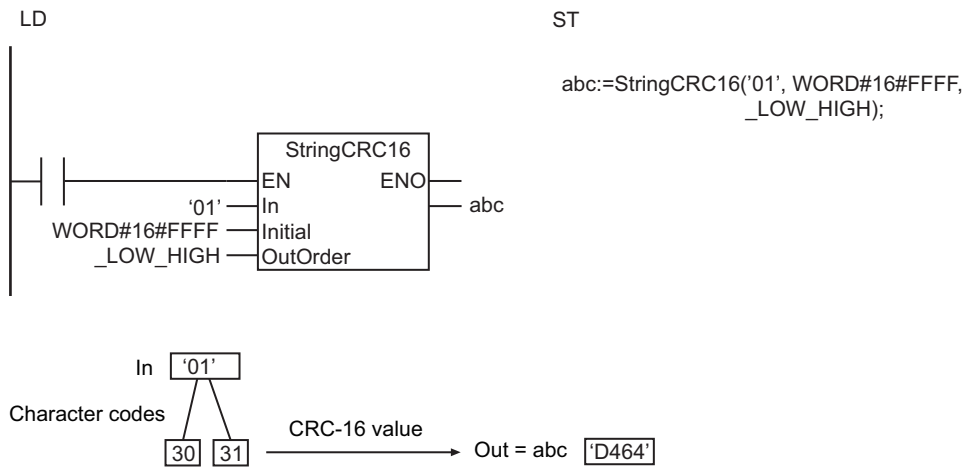 LD
ST
abc:=StringCRC16('01', WORD#16#FFFF,
_LOW_HIGH);
StringCRC16
EN ENO
‘01’ In abc
WORD#16#FFFF Initial
_LOW_HIGH OutOrder
In ‘01’
Character codes
30 31 CRC-16 value Out = abc 'D464'